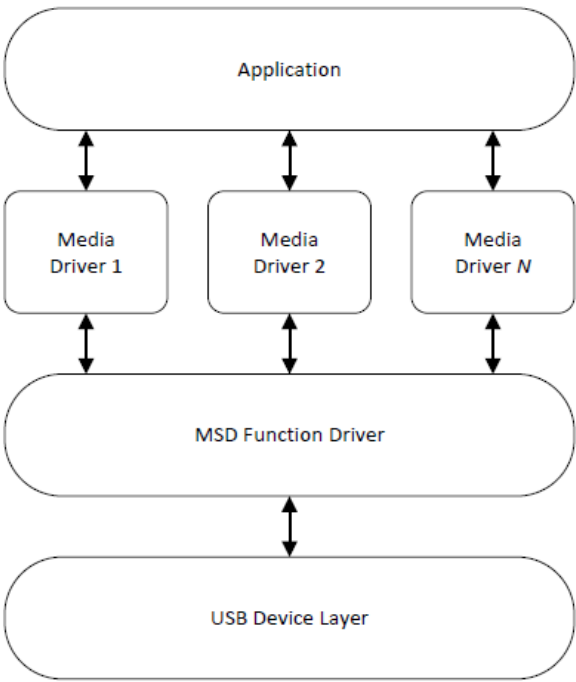 Application
Media
Driver 1
Media
Driver 2
Media
Driver N
MSD Function Driver
USB Device Layer